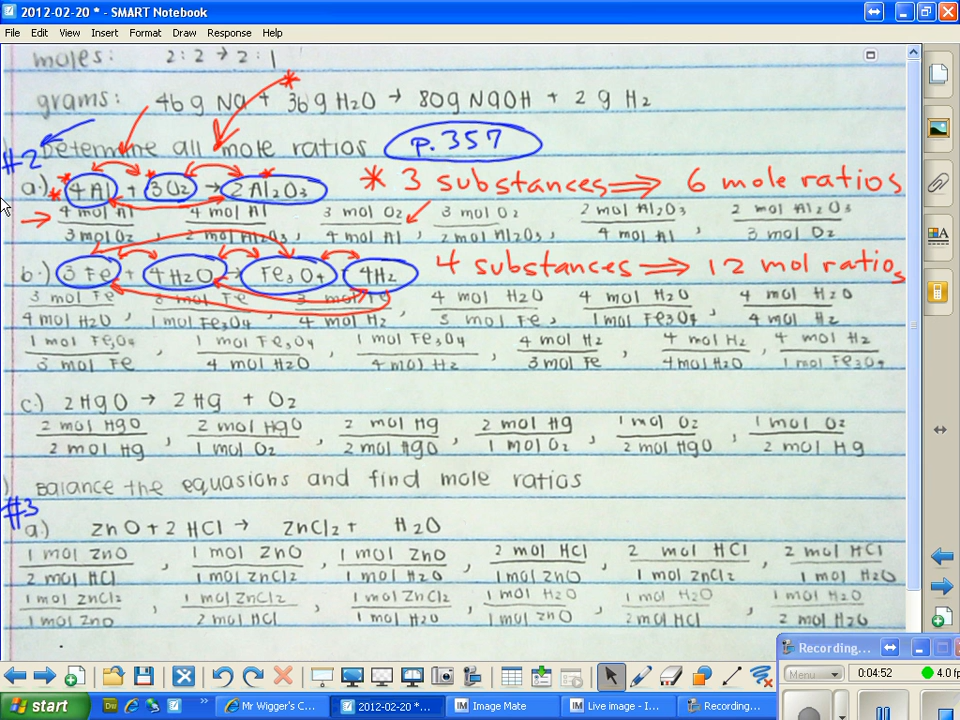 2012-02-20 * - SMART Notebook
File Edit View Insert Format Draw Response Help
moles: 2 : 2 → 2 : 1
grams: 46 g Na + 36 g H2O → 80g NaOH + 2 g H2
#2 Determine all mole ratios p. 357
a.) 4 Al + 3 O2 → 2 Al2O3 * 3 substances ⇒ 6 mole ratios
4 mol Al / 3 mol O2 , 4 mol Al / 2 mol Al2O3 , 3 mol O2 / 4 mol Al , 3 mol O2 / 2 mol Al2O3 , 2 mol Al2O3 / 4 mol Al , 2 mol Al2O3 / 3 mol O2
b.) 3 Fe + 4 H2O → Fe3O4 + 4H2 4 substances ⇒ 12 mol ratios
3 mol Fe / 4 mol H2O , 3 mol Fe / 1 mol Fe3O4 , 3 mol Fe / 4 mol H2 , 4 mol H2O / 3 mol Fe , 4 mol H2O / 1 mol Fe3O4 , 4 mol H2O / 4 mol H2
1 mol Fe3O4 / 3 mol Fe , 1 mol Fe3O4 / 4 mol H2O , 1 mol Fe3O4 / 4 mol H2 , 4 mol H2 / 3 mol Fe , 4 mol H2 / 4 mol H2O , 4 mol H2 / 1 mol Fe3O4
c.) 2 HgO → 2 Hg + O2
2 mol HgO / 2 mol Hg , 2 mol HgO / 1 mol O2 , 2 mol Hg / 2 mol HgO , 2 mol Hg / 1 mol O2 , 1 mol O2 / 2 mol HgO , 1 mol O2 / 2 mol Hg
) Balance the equasions and find mole ratios
#3 a.) ZnO + 2 HCl → ZnCl2 + H2O
1 mol ZnO / 2 mol HCl , 1 mol ZnO / 1 mol ZnCl2 , 1 mol ZnO / 1 mol H2O , 2 mol HCl / 1 mol ZnO , 2 mol HCl / 1 mol ZnCl2 , 2 mol HCl / 1 mol H2O
1 mol ZnCl2 / 1 mol ZnO , 1 mol ZnCl2 / 2 mol HCl , 1 mol ZnCl2 / 1 mol H2O , 1 mol H2O / 1 mol ZnO , 1 mol H2O / 2 mol HCl , 1 mol H2O / 2 mol H2O
Recording...
Menu 0:04:52 4.0 fp
start Mr Wigger's C... 2012-02-20 *... Image Mate Live image - I... Recording...